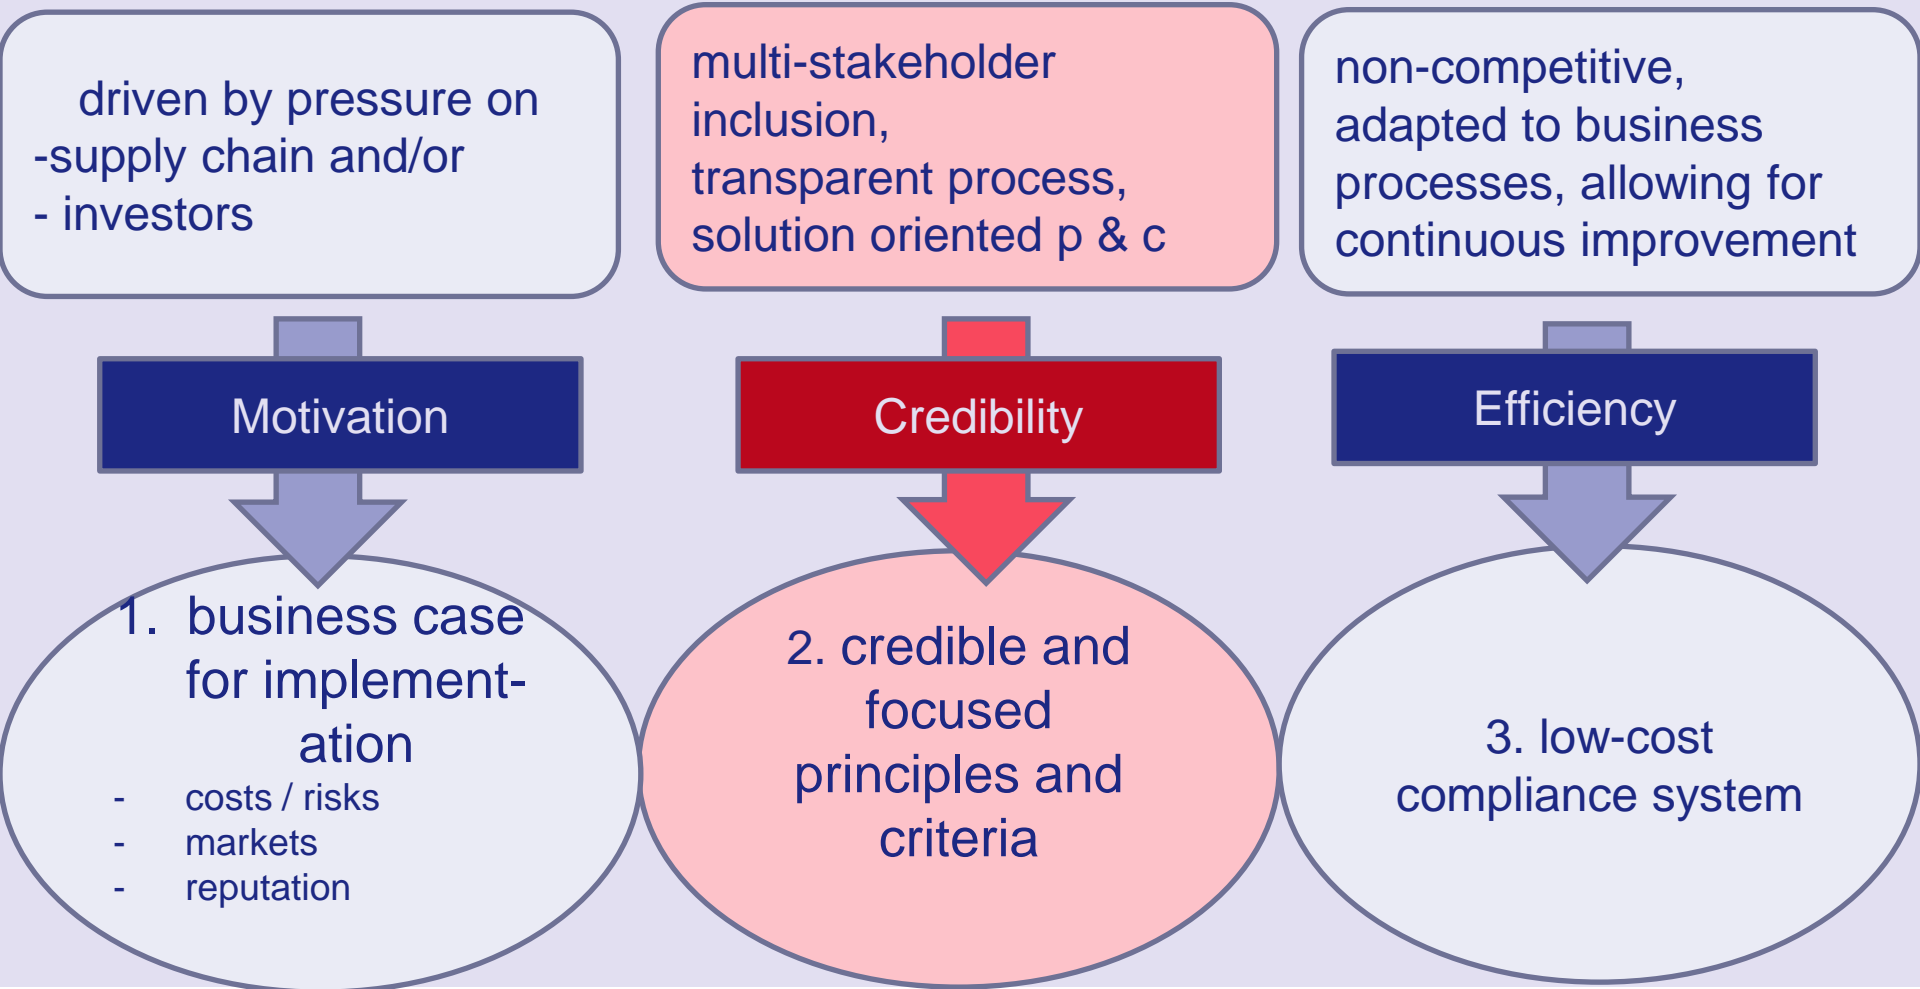 driven by pressure on
-supply chain and/or
- investors
multi-stakeholder
inclusion,
transparent process,
solution oriented p & c
non-competitive,
adapted to business
processes, allowing for
continuous improvement
Motivation
Credibility
Efficiency
1. business case
for implement-
ation
- costs / risks
- markets
- reputation
2. credible and
focused
principles and
criteria
3. low-cost
compliance system